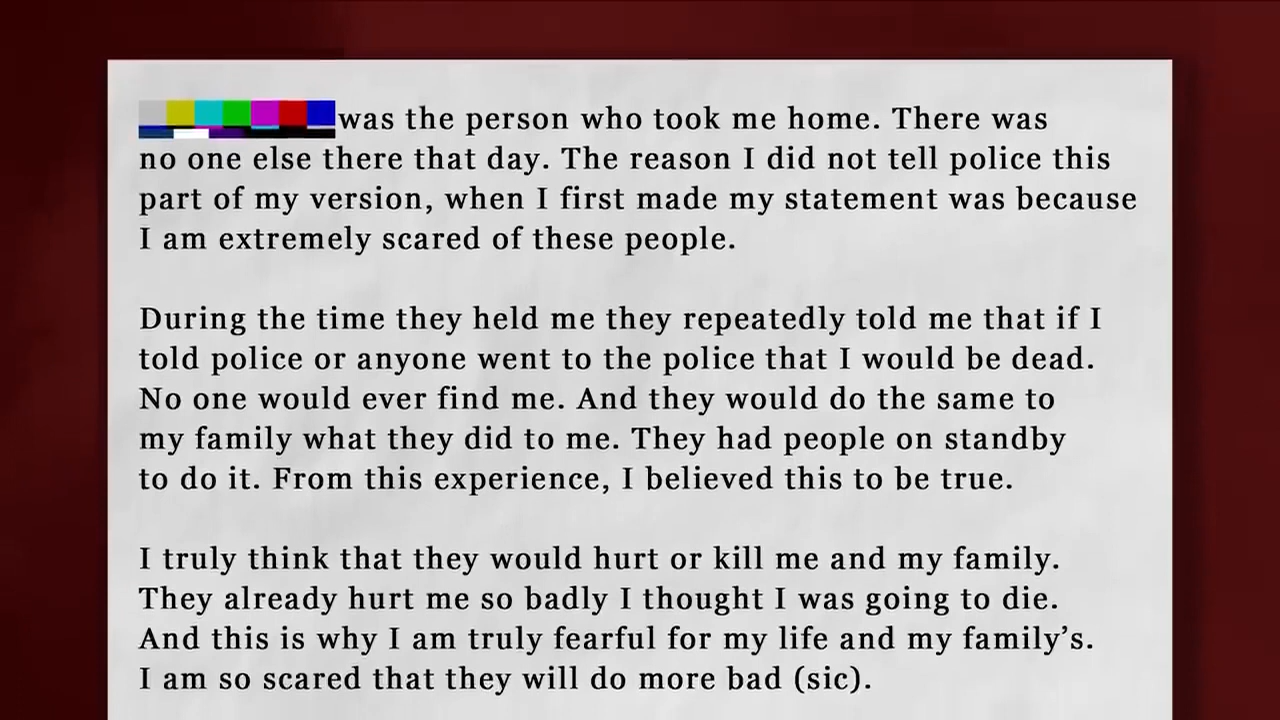 was the person who took me home. There was
no one else there that day. The reason I did not tell police this
part of my version, when I first made my statement was because
I am extremely scared of these people.
During the time they held me they repeatedly told me that if I
told police or anyone went to the police that I would be dead.
No one would ever find me. And they would do the same to
my family what they did to me. They had people on standby
to do it. From this experience, I believed this to be true.
I truly think that they would hurt or kill me and my family.
They already hurt me so badly I thought I was going to die.
And this is why I am truly fearful for my life and my family’s.
I am so scared that they will do more bad (sic).